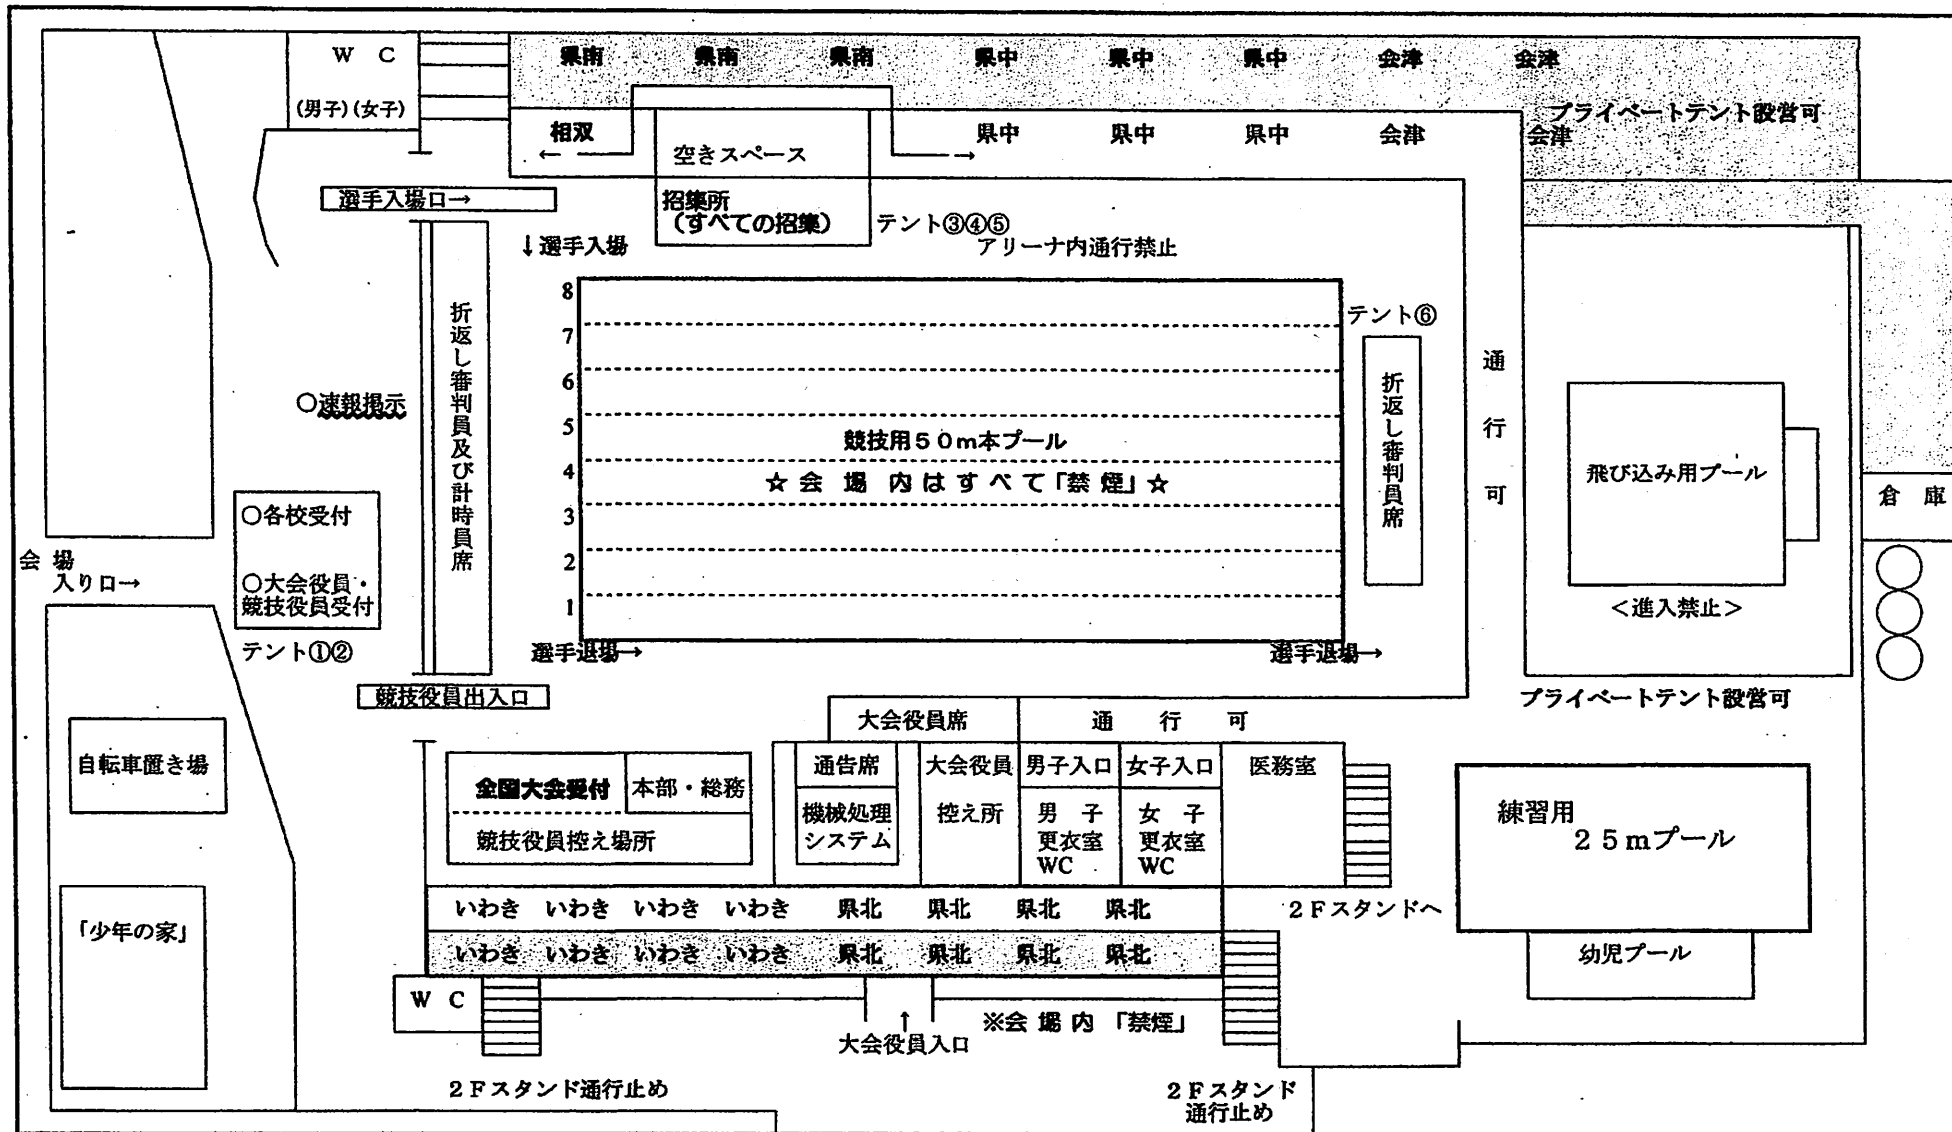 W C
(男子)(女子)
県南 県南 県南 県中 県中 県中 会津 会津
プライベートテント設営可
相双 県中 県中 県中 会津 会津
← →
空きスペース
選手入場口→
招集所
(すべての招集)
テント③④⑤
↓選手入場
アリーナ内通行禁止
8
7
6
5
4
3
2
1
テント⑥
折返し審判員及び計時員席
○速報掲示
競技用50m本プール
☆会場内はすべて「禁煙」☆
折返し審判員席
通行可
飛び込み用プール
<進入禁止>
倉庫
○各校受付
○大会役員・
競技役員受付
テント①②
会場
入り口→
選手退場→
選手退場→
競技役員出入口
プライベートテント設営可
大会役員席
通行可
自転車置き場
全国大会受付
本部・総務
競技役員控え場所
通告席
機械処理
システム
大会役員
控え所
男子入口
男子
更衣室
WC
女子入口
女子
更衣室
WC
医務室
練習用
25mプール
「少年の家」
いわき いわき いわき いわき 県北 県北 県北 県北
2Fスタンドへ
いわき いわき いわき いわき 県北 県北 県北 県北
幼児プール
W C
↑
大会役員入口
※会場内「禁煙」
2Fスタンド通行止め
2Fスタンド
通行止め